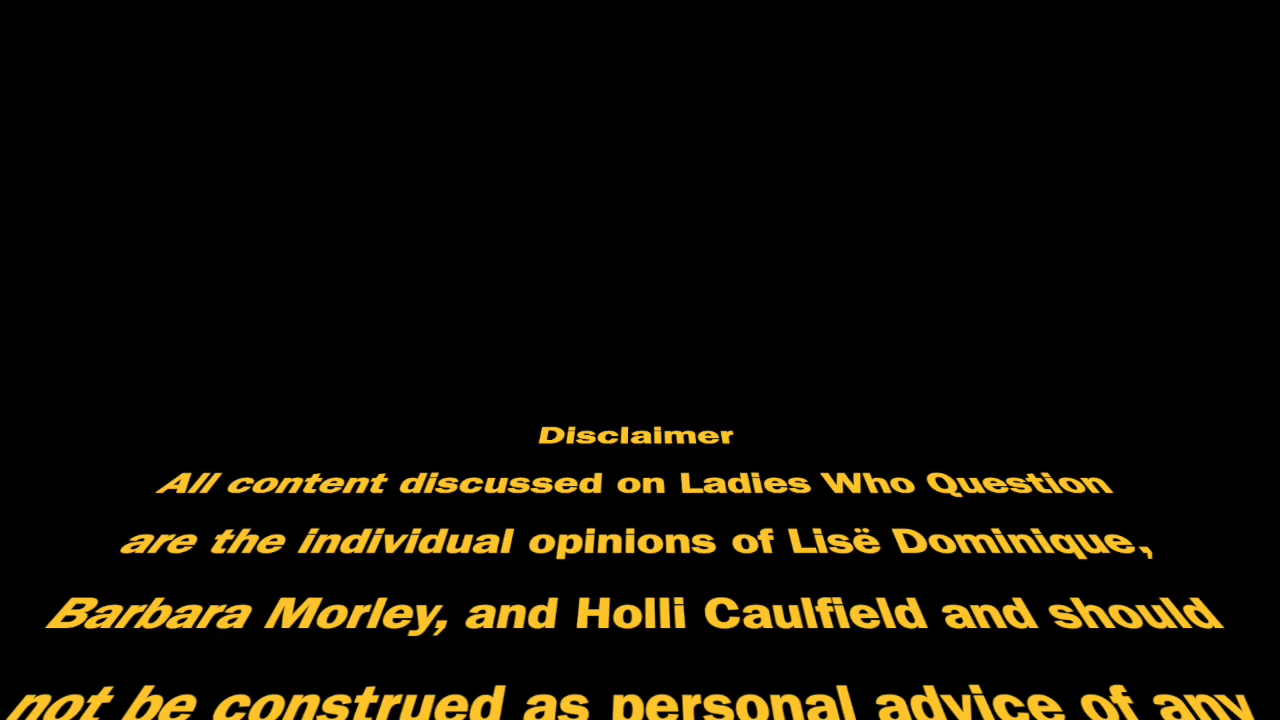 Disclaimer
All content discussed on Ladies Who Question
are the individual opinions of Lisë Dominique,
Barbara Morley, and Holli Caulfield and should
not be construed as personal advice of any